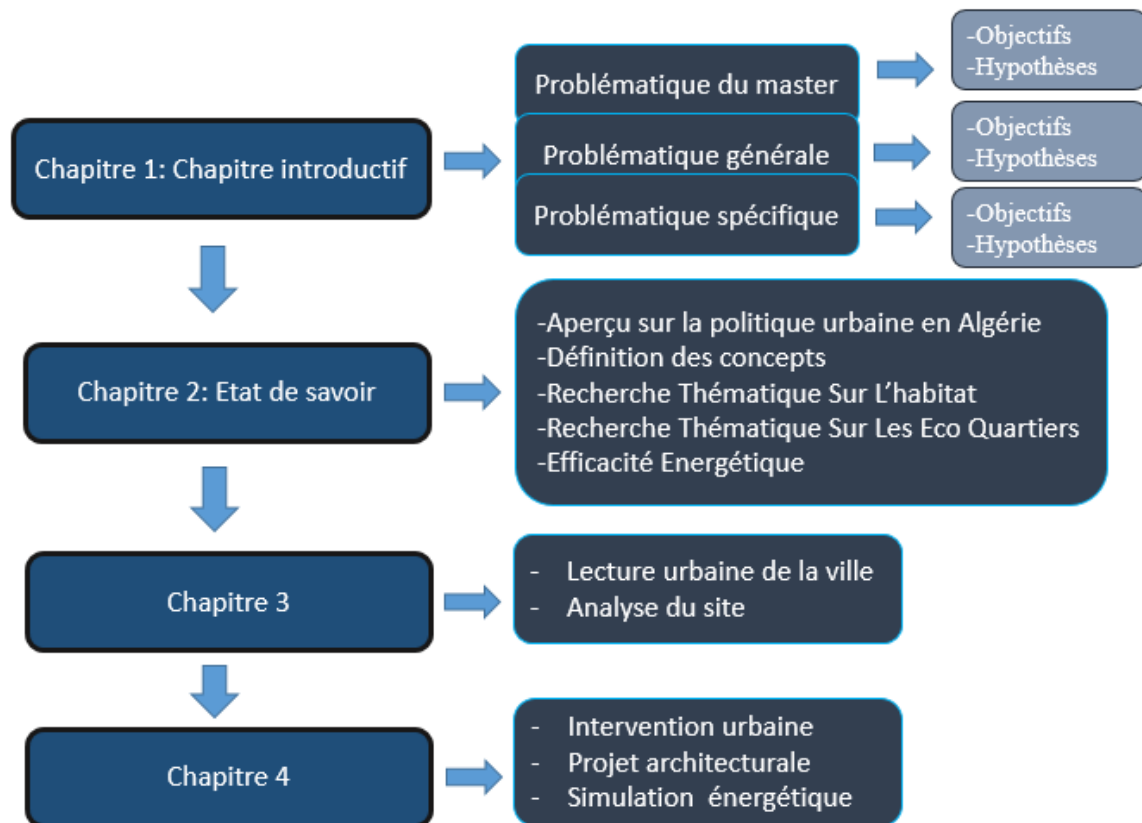 Chapitre 1: Chapitre introductif
Problématique du master
-Objectifs
-Hypothèses
Problématique générale
-Objectifs
-Hypothèses
Problématique spécifique
-Objectifs
-Hypothèses
Chapitre 2: Etat de savoir
-Aperçu sur la politique urbaine en Algérie
-Définition des concepts
-Recherche Thématique Sur L’habitat
-Recherche Thématique Sur Les Eco Quartiers
-Efficacité Energétique
Chapitre 3
- Lecture urbaine de la ville
- Analyse du site
Chapitre 4
- Intervention urbaine
- Projet architecturale
- Simulation énergétique